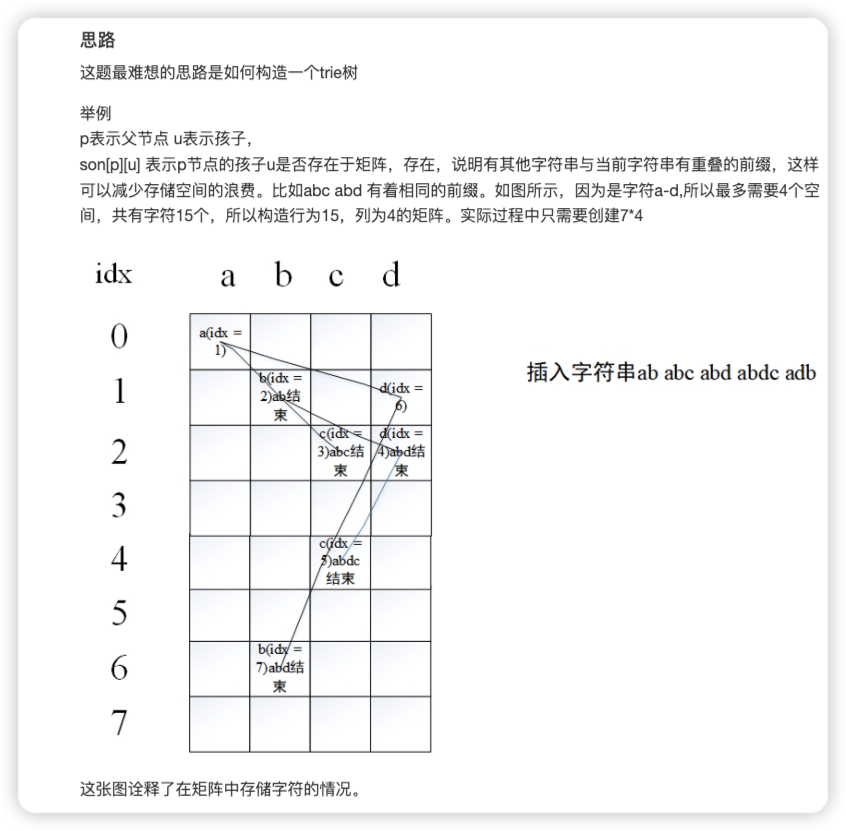 思路
这题最难想的思路是如何构造一个trie树
举例
p表示父节点 u表示孩子，
son[p][u] 表示p节点的孩子u是否存在于矩阵，存在，说明有其他字符串与当前字符串有重叠的前缀，这样
可以减少存储空间的浪费。比如abc abd 有着相同的前缀。如图所示，因为是字符a-d,所以最多需要4个空
间，共有字符15个，所以构造行为15，列为4的矩阵。实际过程中只需要创建7*4
idx a b c d
0
a(idx =
1)
1
b(idx =
2)ab结
束
d(idx =
6)
插入字符串ab abc abd abdc adb
2
c(idx =
3)abc结
束
d(idx =
4)abd结
束
3
4
c(idx =
5)abdc
结束
5
6
b(idx =
7)abd结
束
7
这张图诠释了在矩阵中存储字符的情况。